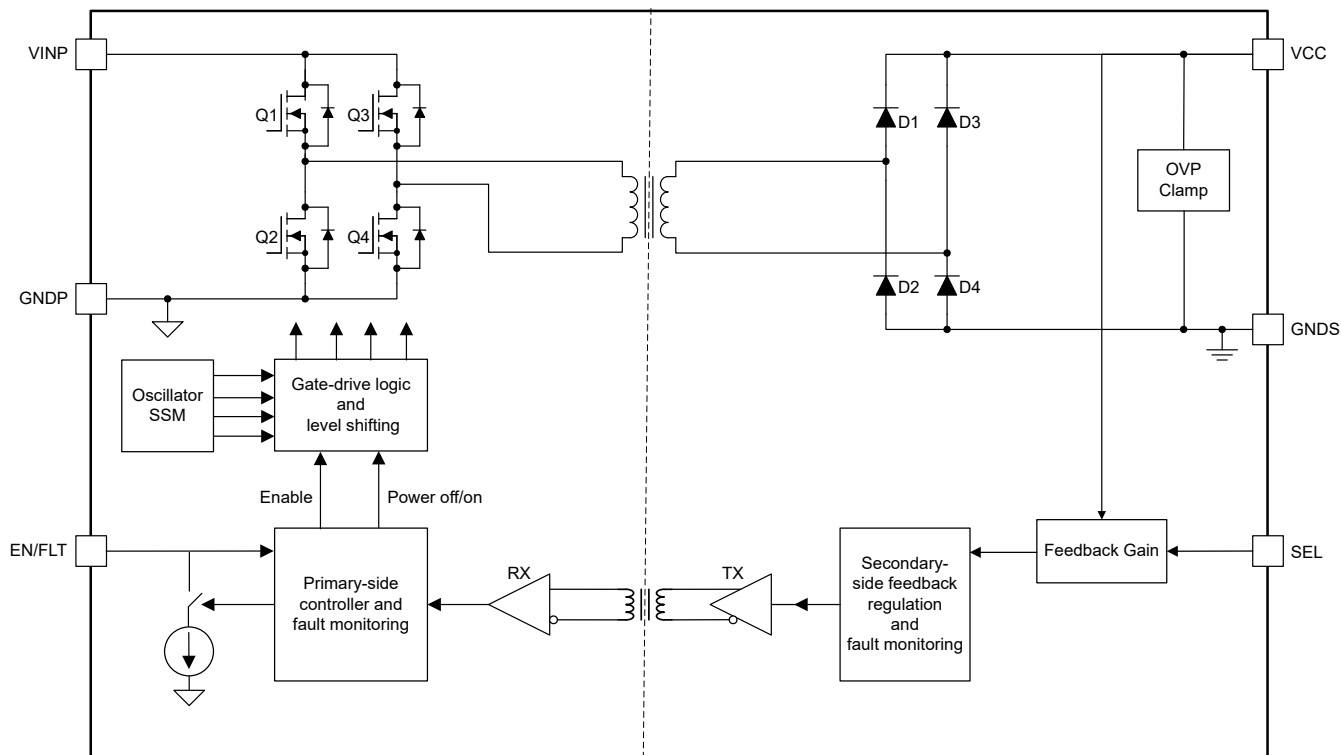 VINP
VCC
Q1
Q3
D1
D3
OVP
Clamp
Q2
Q4
D2
D4
GNDP
GNDS
Oscillator
SSM
Gate-drive logic
and
level shifting
Enable
Power off/on
EN/FLT
Primary-side
controller and
fault monitoring
RX
TX
Secondary-
side feedback
regulation
and
fault monitoring
Feedback Gain
SEL